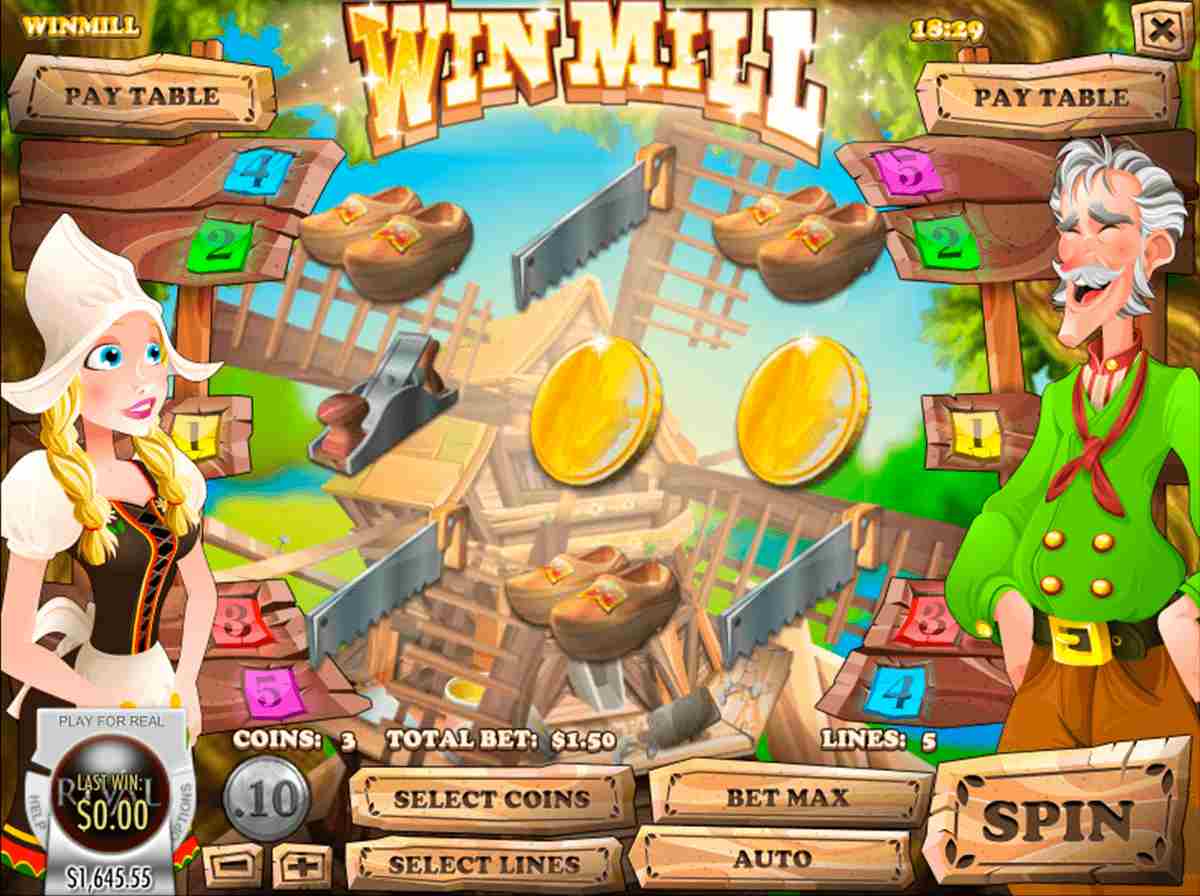 WINMILL
WIN-MILL
18:29
PAY TABLE
PAY TABLE
4
5
2
2
1
1
3
3
5
4
COINS: 3 TOTAL BET: $1.50
LINES: 5
PLAY FOR REAL
HELP
LAST WIN:
$0.00
OPTIONS
$1,645.55
.10
SELECT COINS
BET MAX
SELECT LINES
AUTO
SPIN